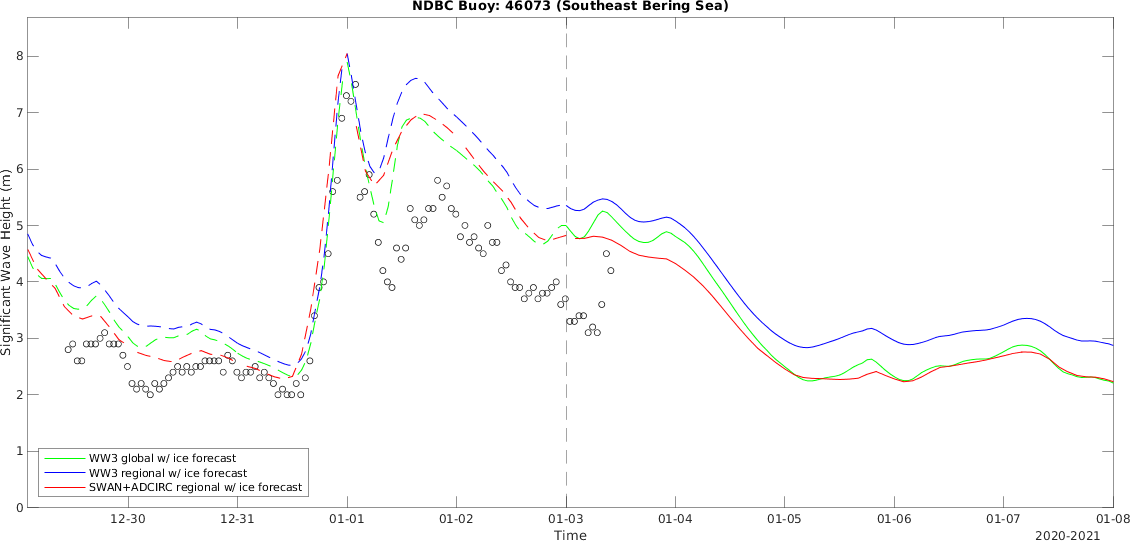 NDBC Buoy: 46073 (Southeast Bering Sea)
Significant Wave Height (m)
8
7
6
5
4
3
2
1
0
WW3 global w/ ice forecast
WW3 regional w/ ice forecast
SWAN+ADCIRC regional w/ ice forecast
12-30 12-31 01-01 01-02 01-03 01-04 01-05 01-06 01-07 01-08
Time
2020-2021